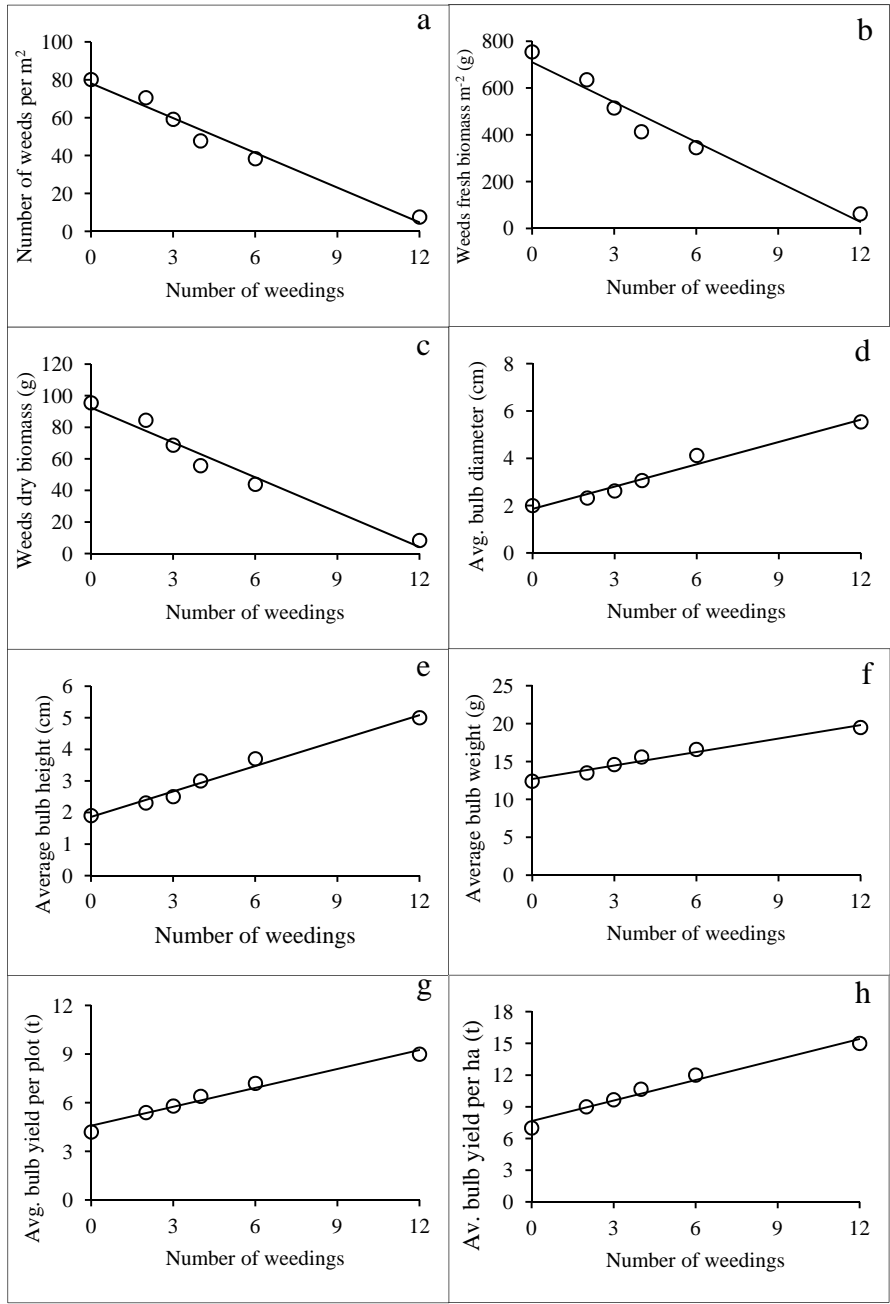 a
Number of weeds per m²
100
80
60
40
20
0
0 3 6 9 12
Number of weedings
b
Weeds fresh biomass m⁻² (g)
800
600
400
200
0
0 3 6 9 12
Number of weedings
c
Weeds dry biomass (g)
120
100
80
60
40
20
0
0 3 6 9 12
Number of weedings
d
Avg. bulb diameter (cm)
8
6
4
2
0
0 3 6 9 12
Number of weedings
e
Average bulb height (cm)
6
5
4
3
2
1
0
0 3 6 9 12
Number of weedings
f
Average bulb weight (g)
25
20
15
10
5
0
0 3 6 9 12
Number of weedings
g
Avg. bulb yield per plot (t)
12
9
6
3
0
0 3 6 9 12
Number of weedings
h
Av. bulb yield per ha (t)
18
15
12
9
6
3
0
0 3 6 9 12
Number of weedings